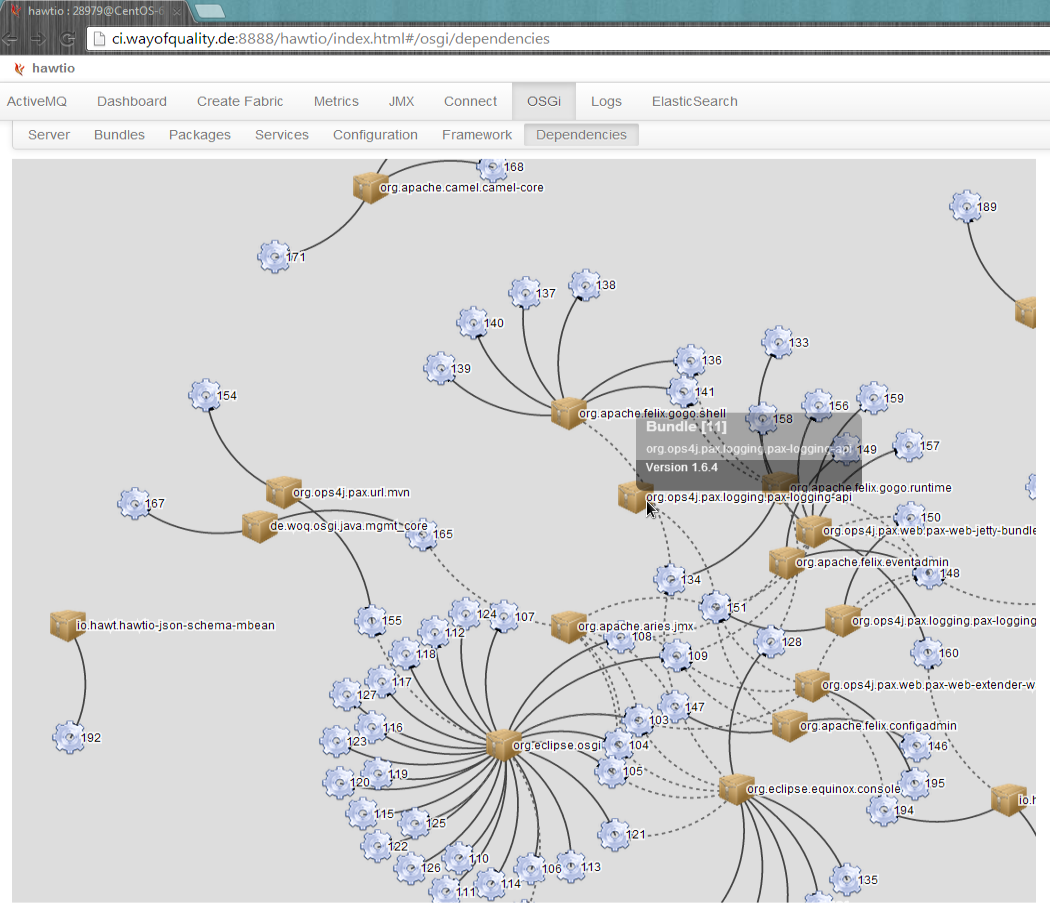 hawtio : 28979@CentOS-6
ci.wayofquality.de:8888/hawtio/index.html#/osgi/dependencies
hawtio
ActiveMQ Dashboard Create Fabric Metrics JMX Connect OSGi Logs ElasticSearch
Server Bundles Packages Services Configuration Framework Dependencies
168
org.apache.camel.camel-core
189
171
138
137
140
133
136
139
141
154
159
156
org.apache.felix.gogo.shell
158
Bundle [11]
157
org.ops4j.pax.logging.pax-logging-api
149
Version 1.6.4
org.apache.felix.gogo.runtime
org.ops4j.pax.url.mvn
org.ops4j.pax.logging.pax-logging-api
167
150
de.woq.osgi.java.mgmt_core
org.ops4j.pax.web.pax-web-jetty-bundle
165
org.apache.felix.eventadmin
148
134
151
124
107
155
org.ops4j.pax.logging.pax-logging
io.hawt.hawtio-json-schema-mbean
org.apache.aries.jmx
112
108
128
118
160
109
117
org.ops4j.pax.web.pax-web-extender-w
127
147
103
116
org.apache.felix.configadmin
192
123
org.eclipse.osgi
104
146
105
119
120
195
org.eclipse.equinox.console
io.h
194
115
125
121
122
110
126
106
113
135
114
111